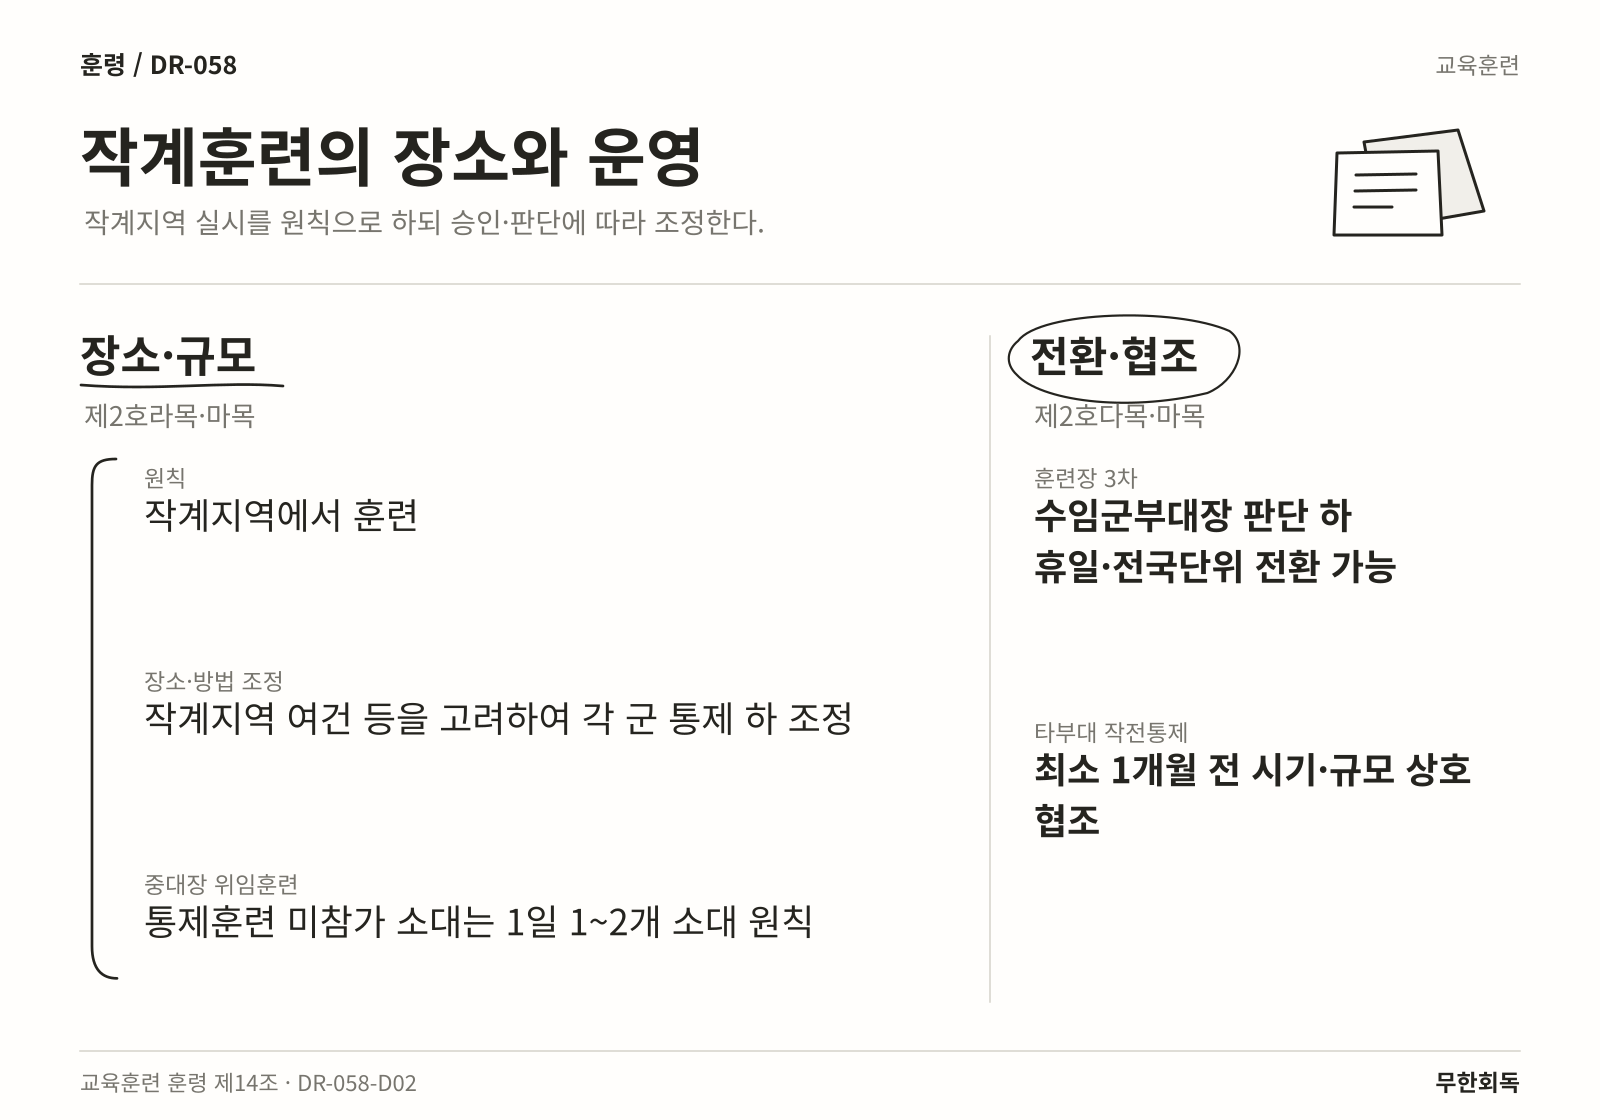 훈령 / DR-058
교육훈련
작계훈련의 장소와 운영
작계지역 실시를 원칙으로 하되 승인·판단에 따라 조정한다.
장소·규모
제2호라목·마목
원칙
작계지역에서 훈련
장소·방법 조정
작계지역 여건 등을 고려하여 각 군 통제 하 조정
중대장 위임훈련
통제훈련 미참가 소대는 1일 1~2개 소대 원칙
전환·협조
제2호다목·마목
훈련장 3차
수임군부대장 판단 하
휴일·전국단위 전환 가능
타부대 작전통제
최소 1개월 전 시기·규모 상호
협조
교육훈련 훈령 제14조 · DR-058-D02
무한회독